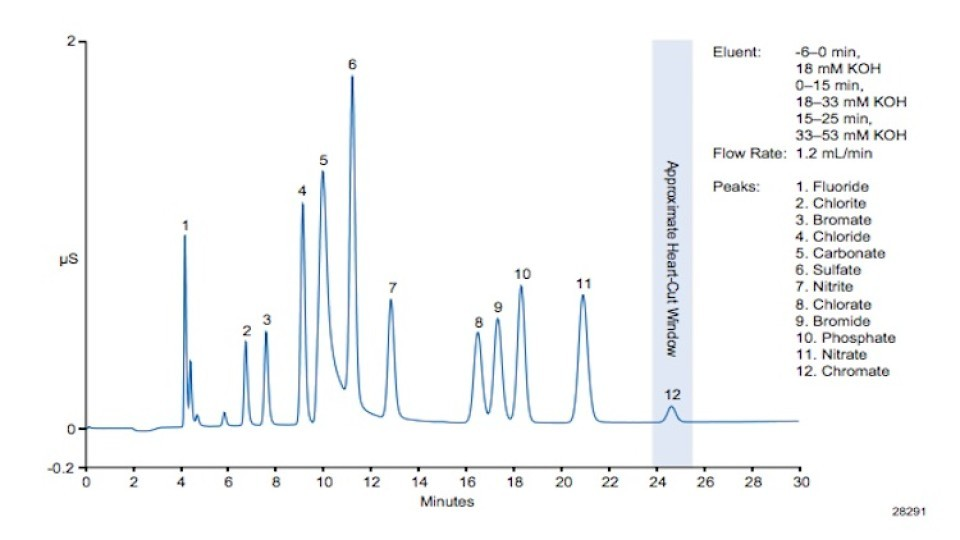 2
µS
0
-0.2
0 2 4 6 8 10 12 14 16 18 20 22 24 26 28 30
Minutes
1
2
3
4
5
6
7
8
9
10
11
12
Approximate Heart-Cut Window
Eluent: -6–0 min,
18 mM KOH
0–15 min,
18–33 mM KOH
15–25 min,
33–53 mM KOH
Flow Rate: 1.2 mL/min
Peaks: 1. Fluoride
2. Chlorite
3. Bromate
4. Chloride
5. Carbonate
6. Sulfate
7. Nitrite
8. Chlorate
9. Bromide
10. Phosphate
11. Nitrate
12. Chromate
28291